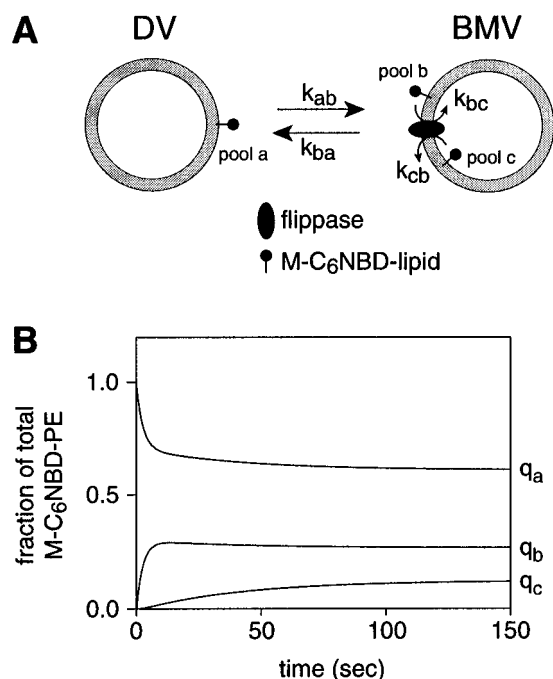 A
DV
BMV
pool a
k_ab
k_ba
pool b
k_bc
pool c
k_cb
flippase
M-C₆NBD-lipid
B
fraction of total
M-C₆NBD-PE
1.0
0.5
0.0
q_a
q_b
q_c
0 50 100 150
time (sec)